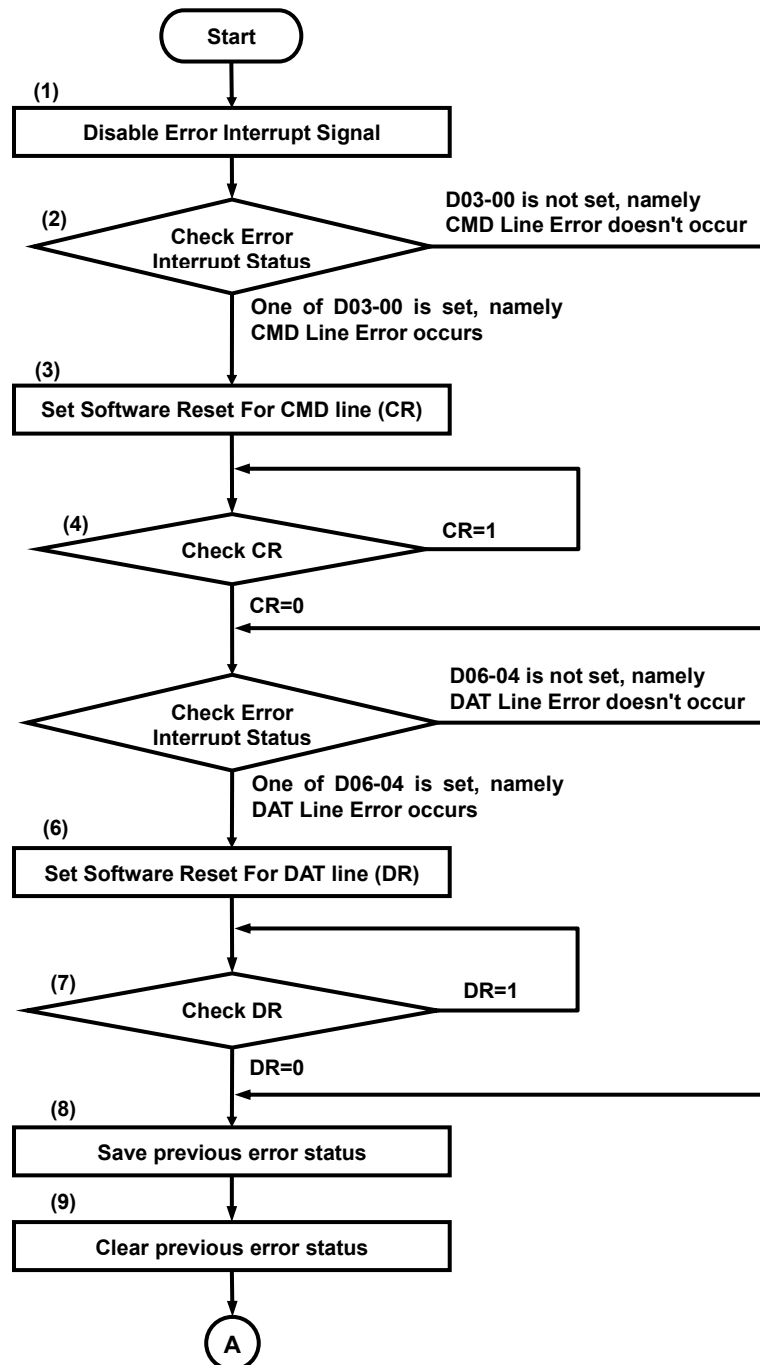 Start
(1)
Disable Error Interrupt Signal
D03-00 is not set, namely
CMD Line Error doesn't occur
(2)
Check Error
Interrupt Status
One of D03-00 is set, namely
CMD Line Error occurs
(3)
Set Software Reset For CMD line (CR)
(4)
Check CR
CR=1
CR=0
D06-04 is not set, namely
DAT Line Error doesn't occur
Check Error
Interrupt Status
One of D06-04 is set, namely
DAT Line Error occurs
(6)
Set Software Reset For DAT line (DR)
(7)
Check DR
DR=1
DR=0
(8)
Save previous error status
(9)
Clear previous error status
A